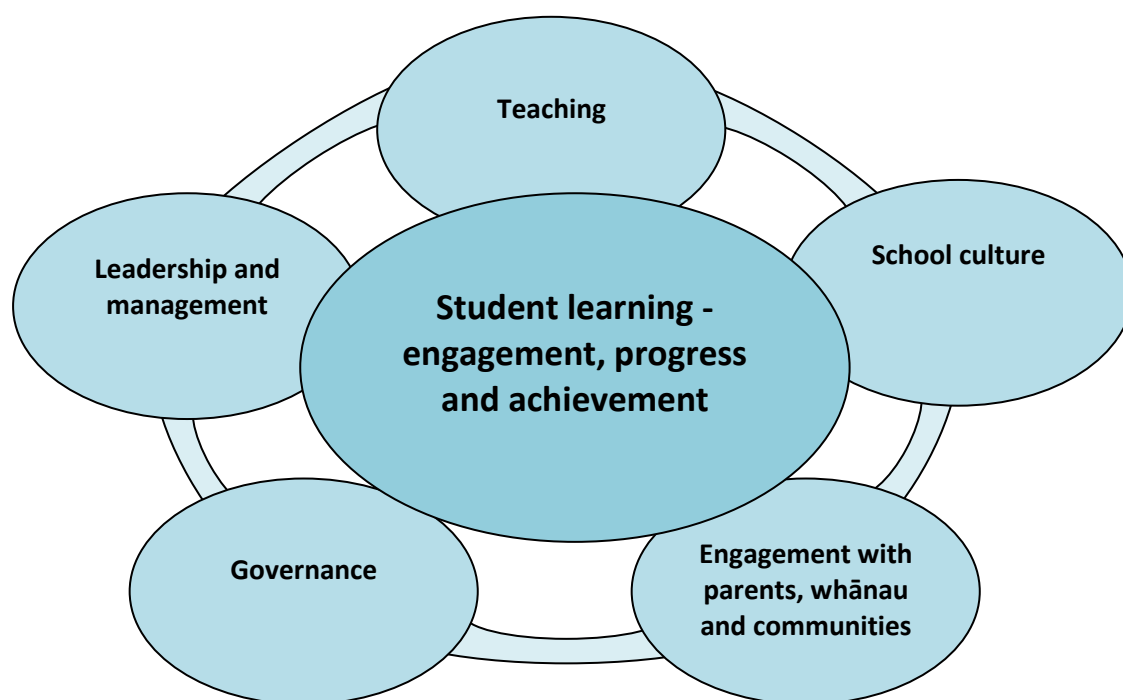 Teaching
School culture
Leadership and
management
Student learning -
engagement, progress
and achievement
Governance
Engagement with
parents, whānau
and communities